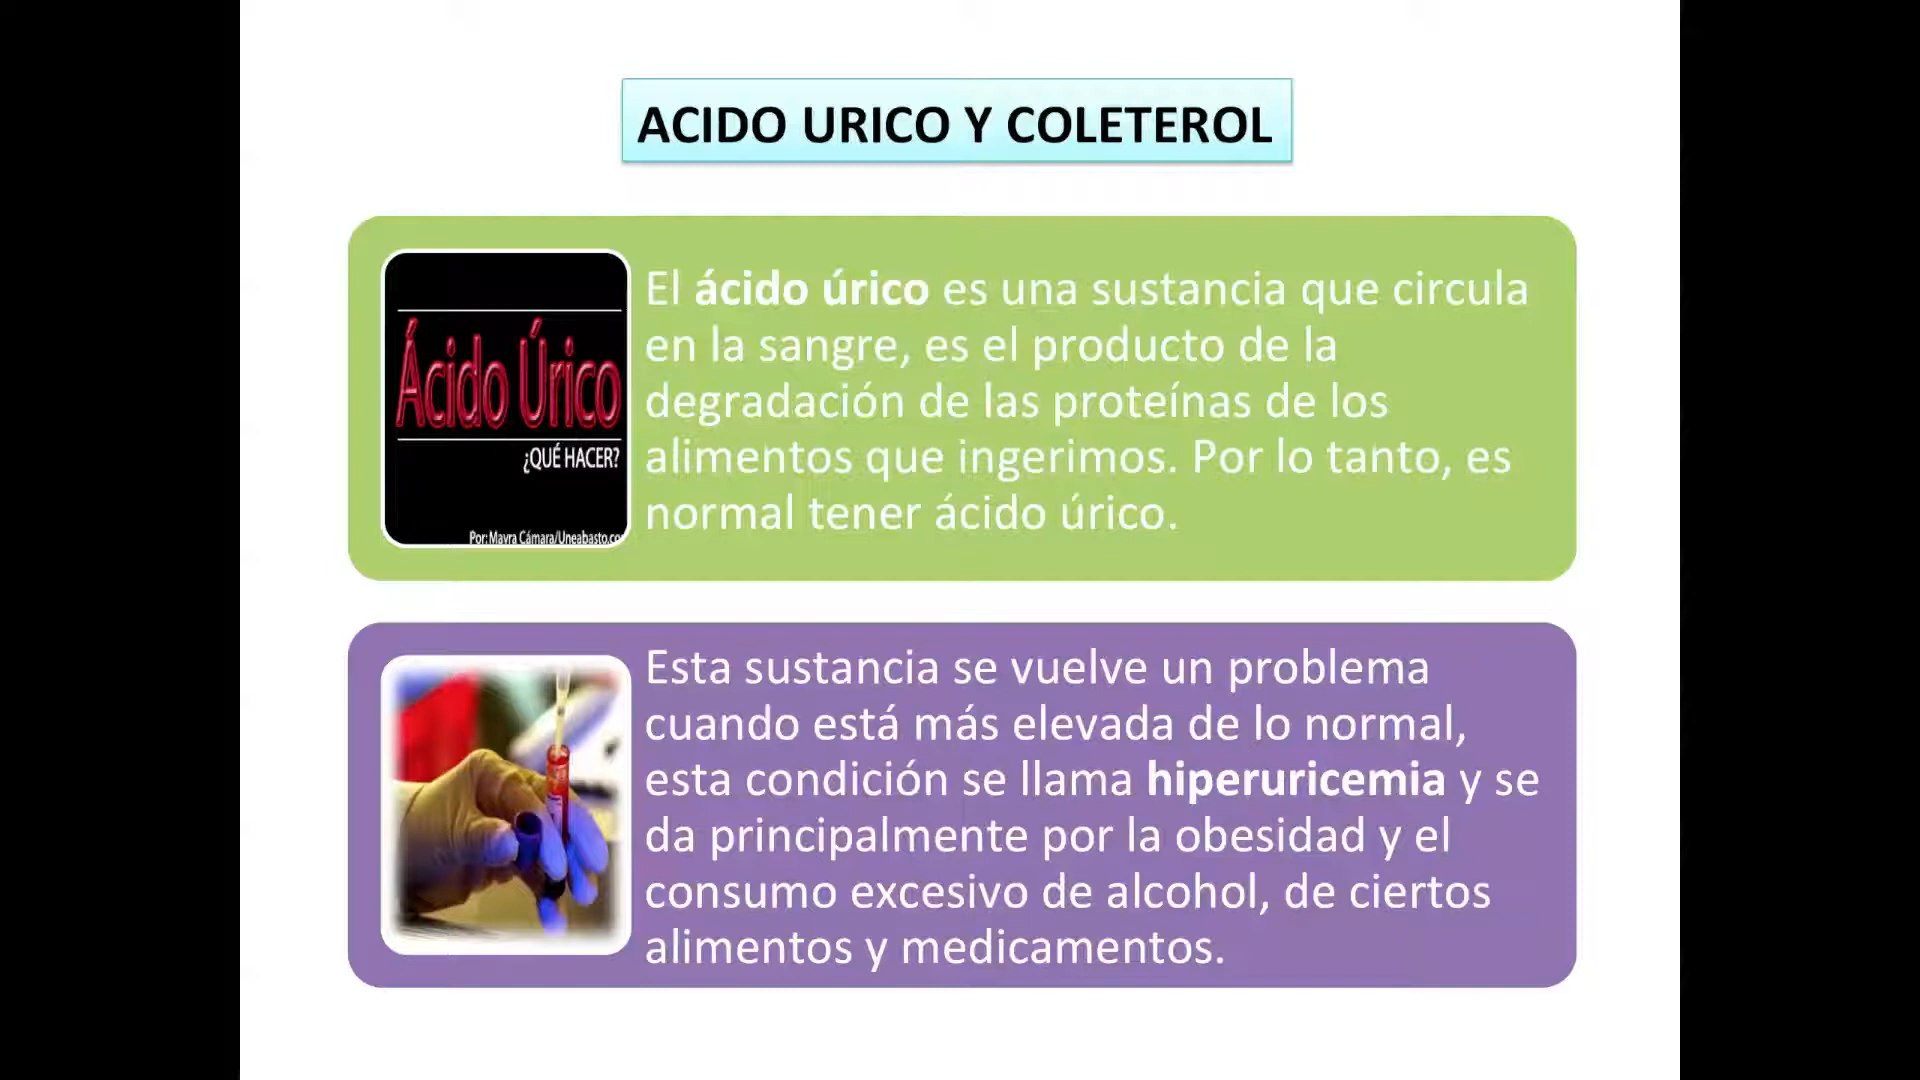 ACIDO URICO Y COLETEROL
Ácido Úrico
¿QUÉ HACER?
Por: Mayra Cámara/Uneabasto.co
El ácido úrico es una sustancia que circula
en la sangre, es el producto de la
degradación de las proteínas de los
alimentos que ingerimos. Por lo tanto, es
normal tener ácido úrico.
Esta sustancia se vuelve un problema
cuando está más elevada de lo normal,
esta condición se llama hiperuricemia y se
da principalmente por la obesidad y el
consumo excesivo de alcohol, de ciertos
alimentos y medicamentos.